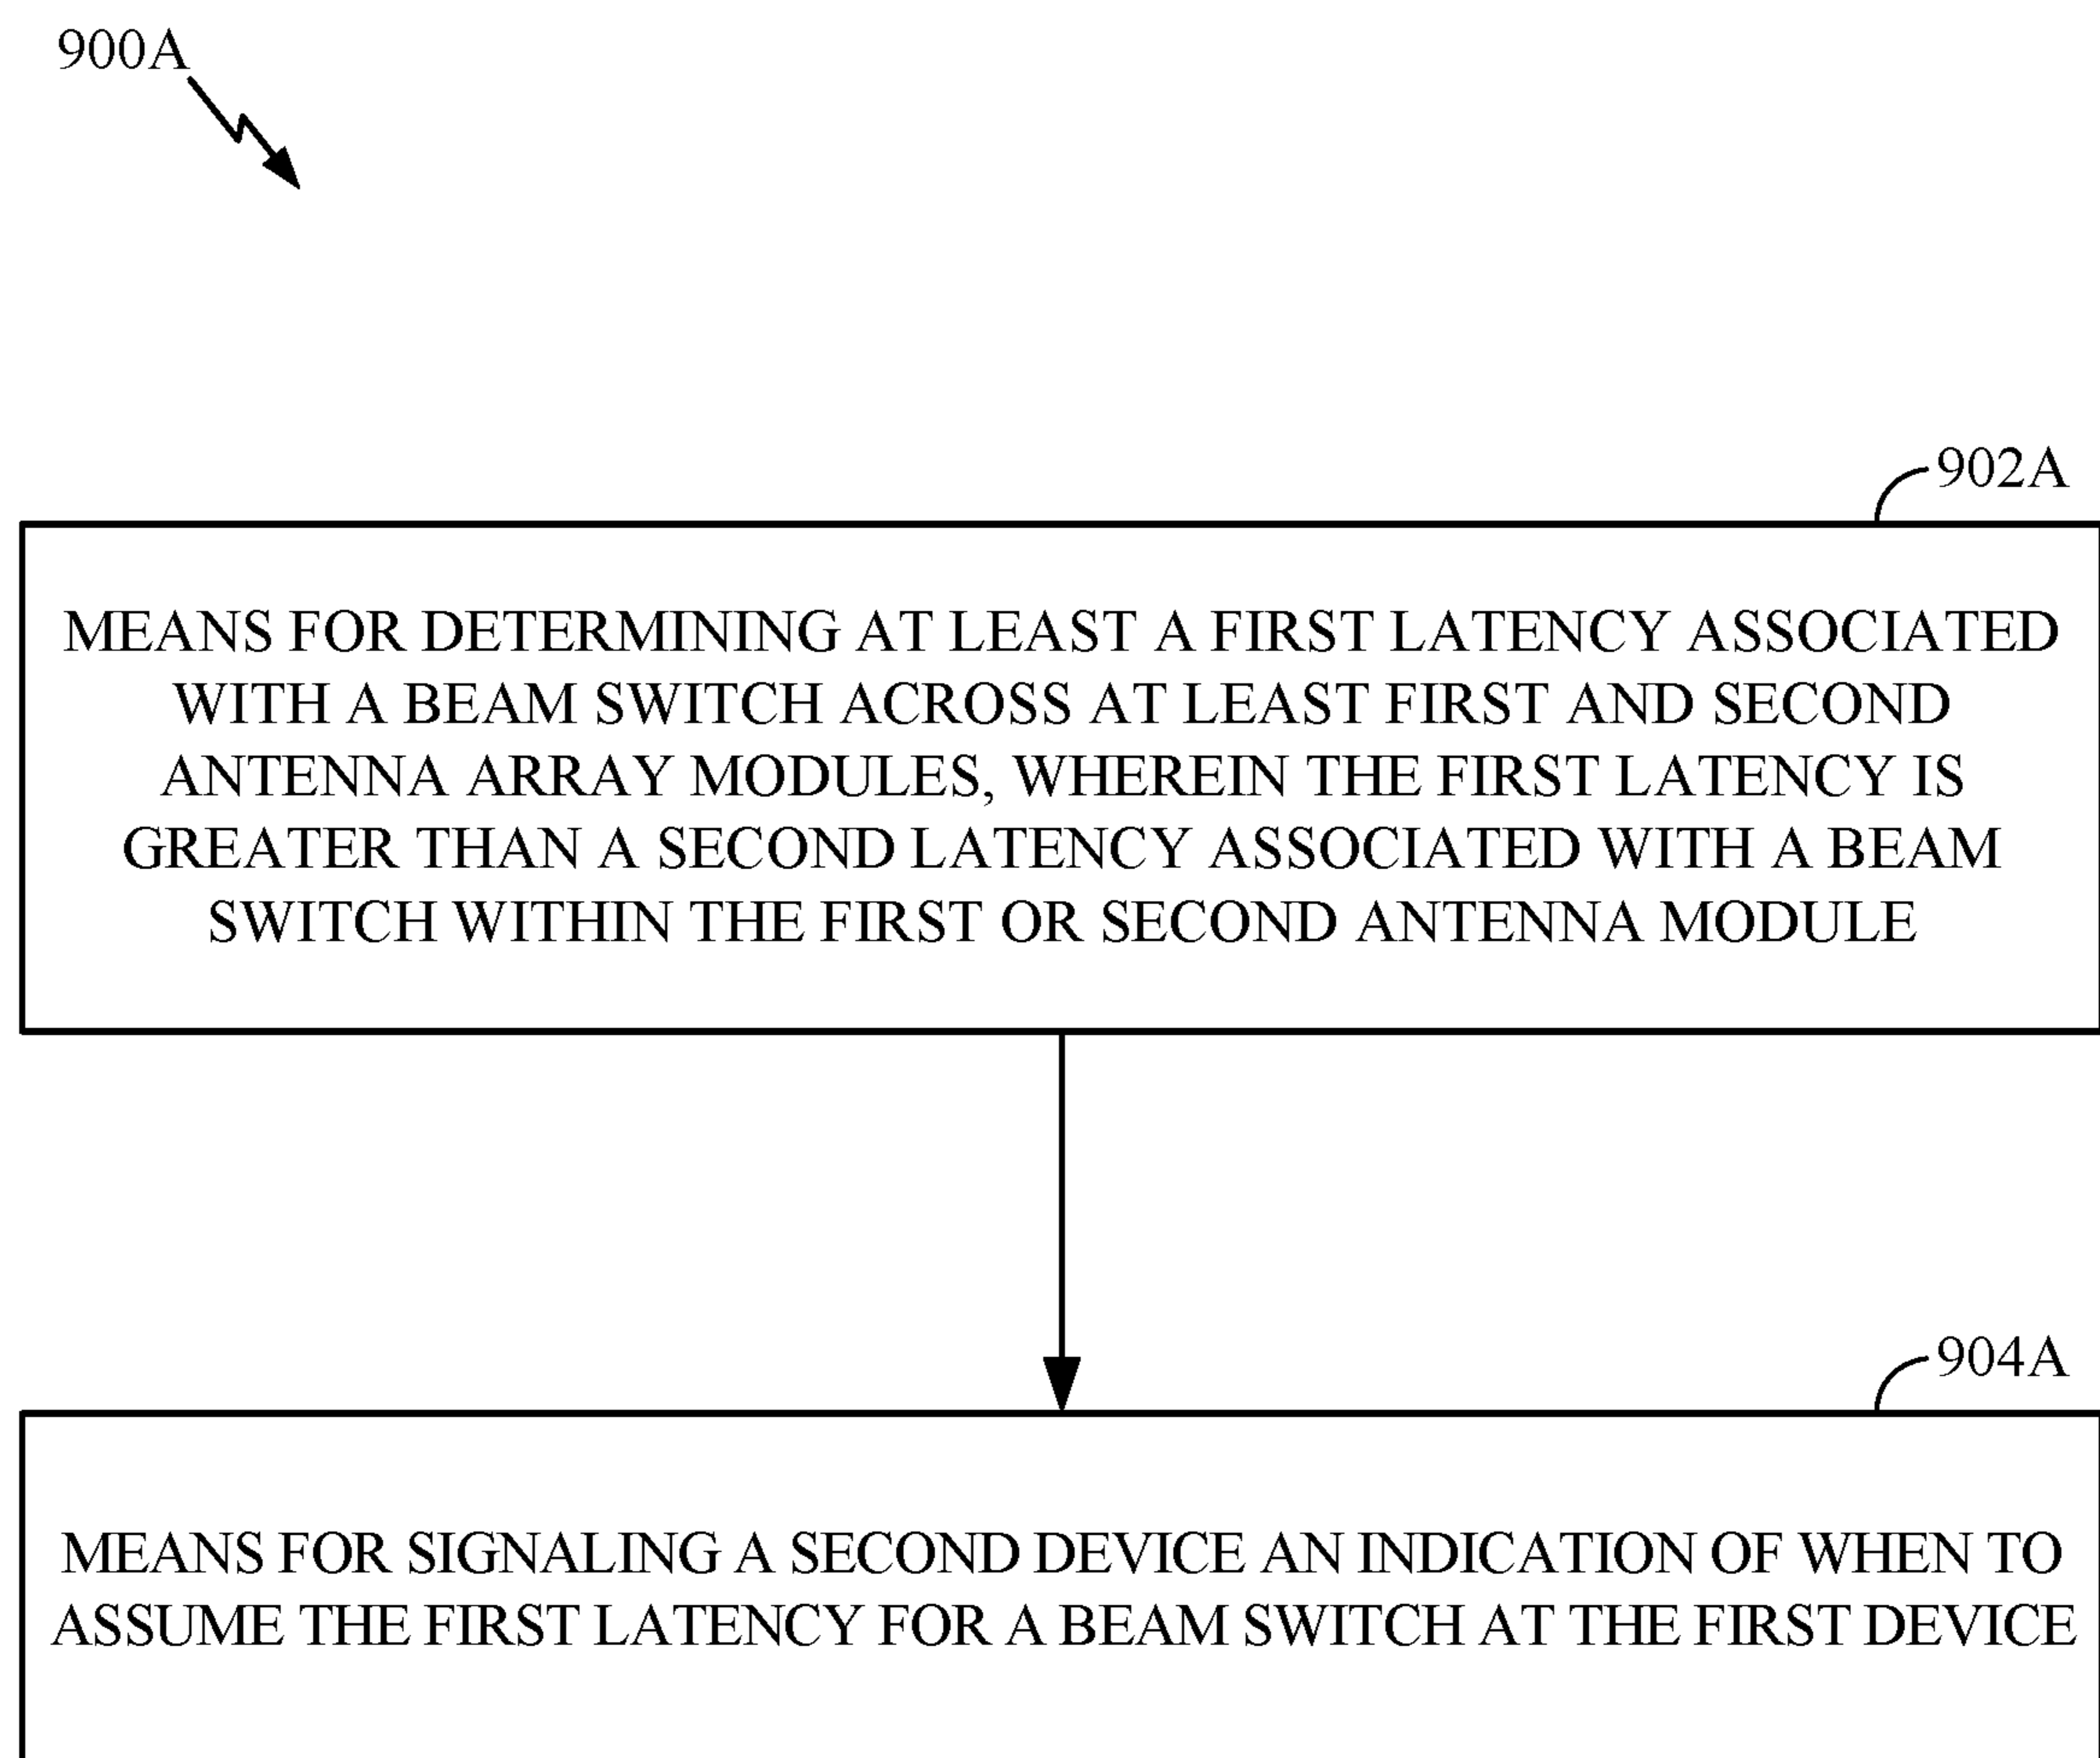 900A
902A
MEANS FOR DETERMINING AT LEAST A FIRST LATENCY ASSOCIATED
WITH A BEAM SWITCH ACROSS AT LEAST FIRST AND SECOND
ANTENNA ARRAY MODULES, WHEREIN THE FIRST LATENCY IS
GREATER THAN A SECOND LATENCY ASSOCIATED WITH A BEAM
SWITCH WITHIN THE FIRST OR SECOND ANTENNA MODULE
904A
MEANS FOR SIGNALING A SECOND DEVICE AN INDICATION OF WHEN TO
ASSUME THE FIRST LATENCY FOR A BEAM SWITCH AT THE FIRST DEVICE